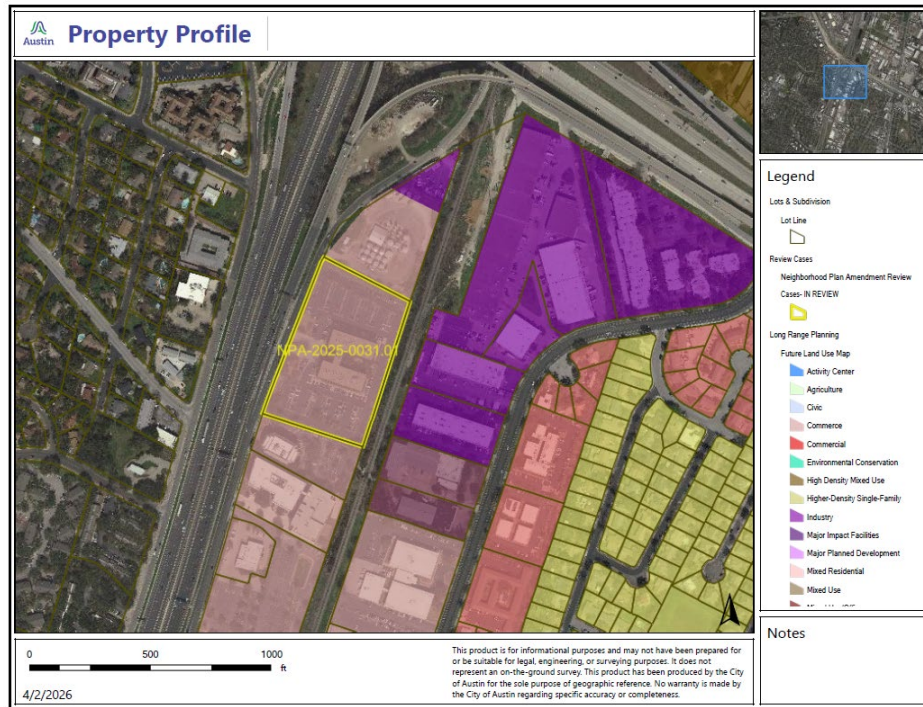 Austin
Property Profile
NPA-2025-0031.01
Legend
Lots & Subdivision
Lot Line
Review Cases
Neighborhood Plan Amendment Review
Cases- IN REVIEW
Long Range Planning
Future Land Use Map
Activity Center
Agriculture
Civic
Commerce
Commercial
Environmental Conservation
High Density Mixed Use
Higher-Density Single-Family
Industry
Major Impact Facilities
Major Planned Development
Mixed Residential
Mixed Use
Notes
0 500 1000
ft
4/2/2026
This product is for informational purposes and may not have been prepared for
or be suitable for legal, engineering, or surveying purposes. It does not
represent an on-the-ground survey. This product has been produced by the City
of Austin for the sole purpose of geographic reference. No warranty is made by
the City of Austin regarding specific accuracy or completeness.